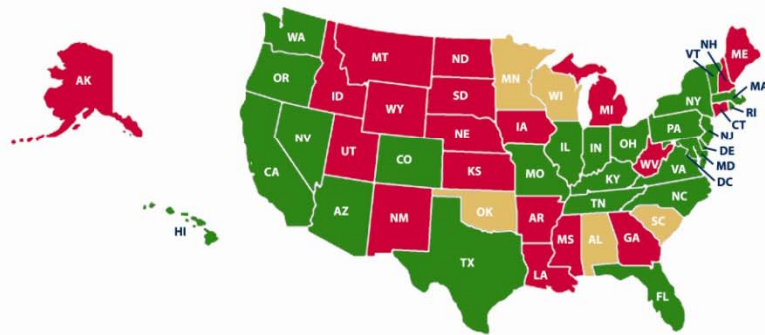 WA
MT
ND
MN
VT
NH
ME
AK
OR
ID
SD
WI
MI
NY
MA
RI
WY
CT
IA
PA
NJ
NV
NE
IL
IN
OH
DE
UT
CO
WV
MD
CA
KS
MO
VA
KY
DC
NC
AZ
NM
OK
AR
TN
SC
HI
MS
AL
GA
TX
LA
FL